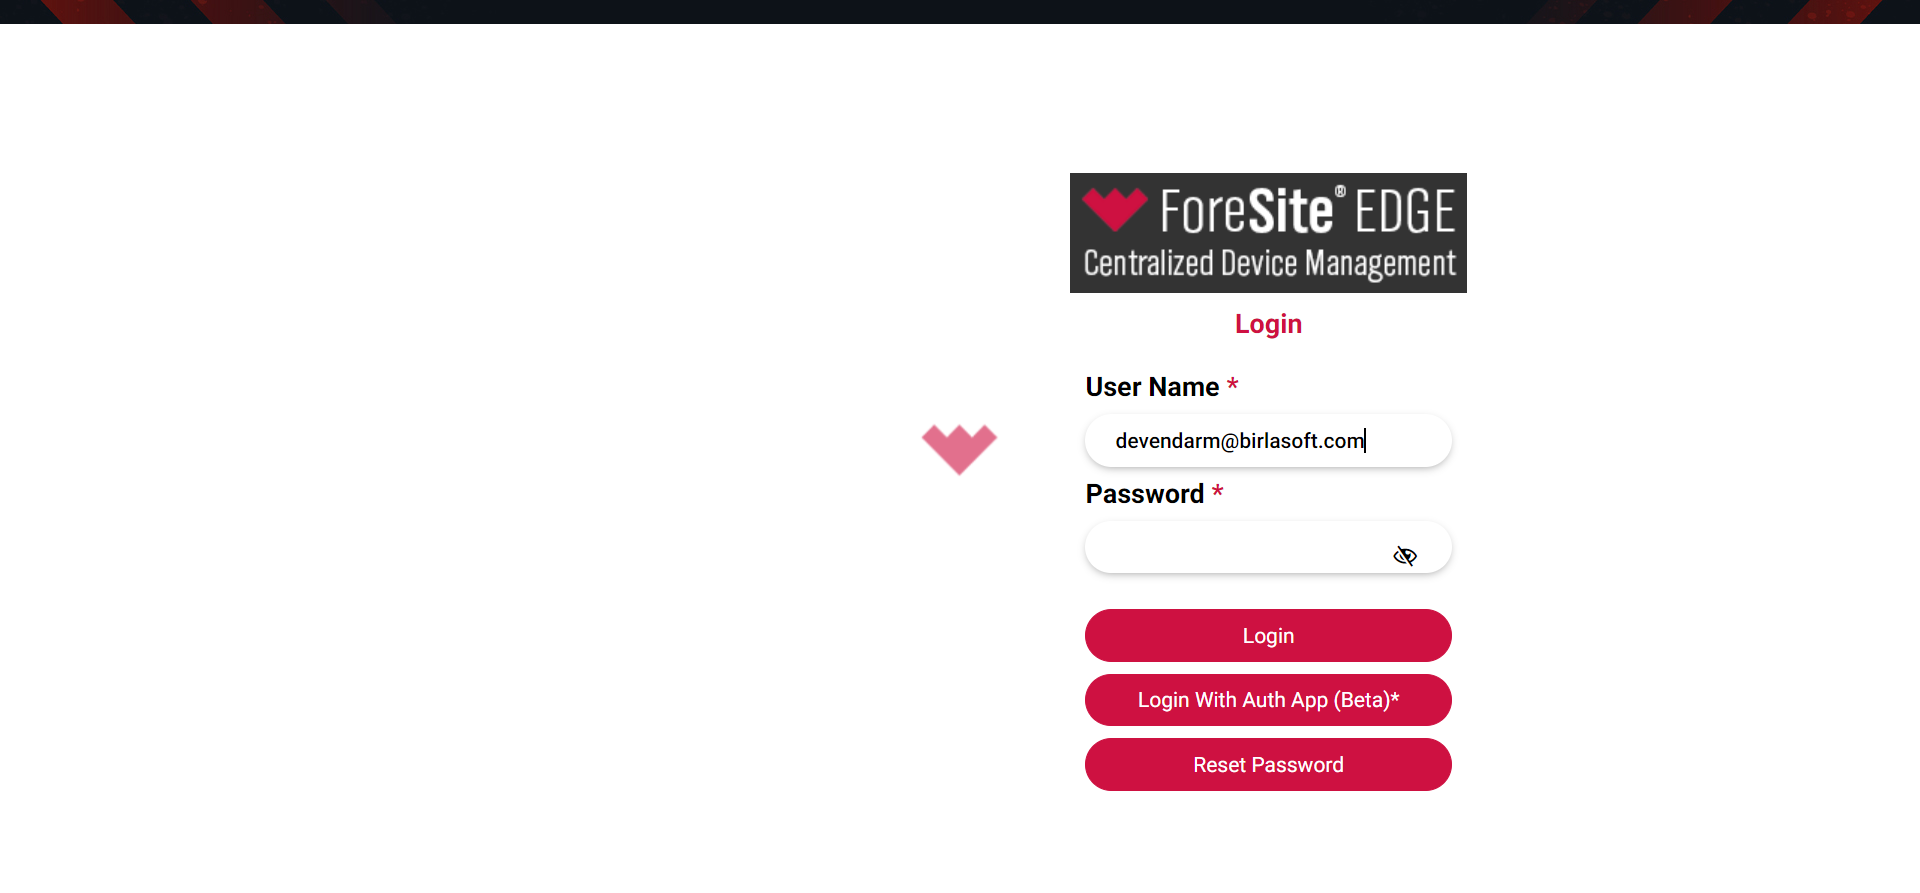 ForeSite® EDGE
Centralized Device Management
Login
User Name *
devendarm@birlasoft.com
Password *
Login
Login With Auth App (Beta)*
Reset Password